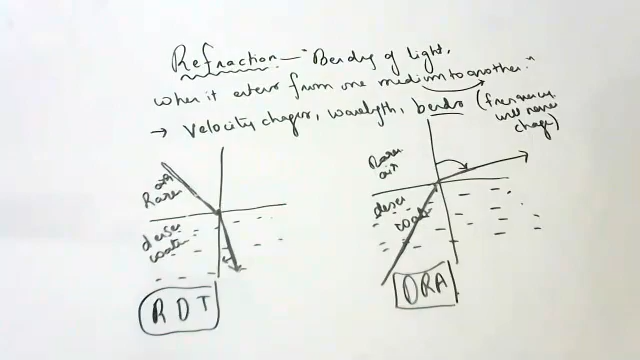 Refraction - "Bending of light,
when it enters from one medium to another."
→ Velocity changes, wavelength, bends (frequency
will never
change)
Rarer
air
denser
water
R D T
Rarer
air
denser
water
DRA